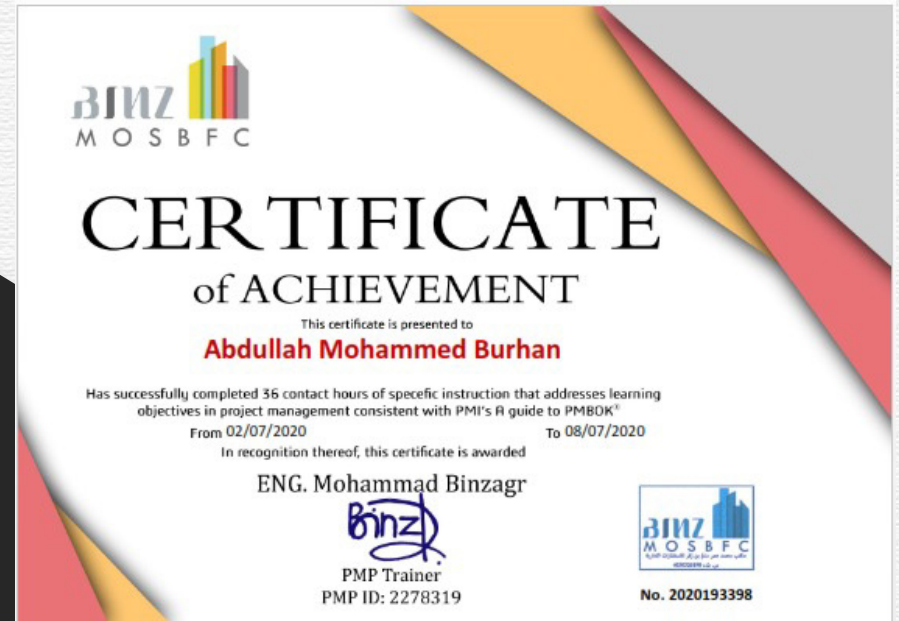 BINZ
MOSBFC
CERTIFICATE
of ACHIEVEMENT
This certificate is presented to
Abdullah Mohammed Burhan
Has successfully completed 36 contact hours of specefic instruction that addresses learning
objectives in project management consistent with PMI's A guide to PMBOK®
From 02/07/2020 To 08/07/2020
In recognition thereof, this certificate is awarded
ENG. Mohammad Binzagr
Binz
PMP Trainer
PMP ID: 2278319
BINZ
MOSBFC
No. 2020193398